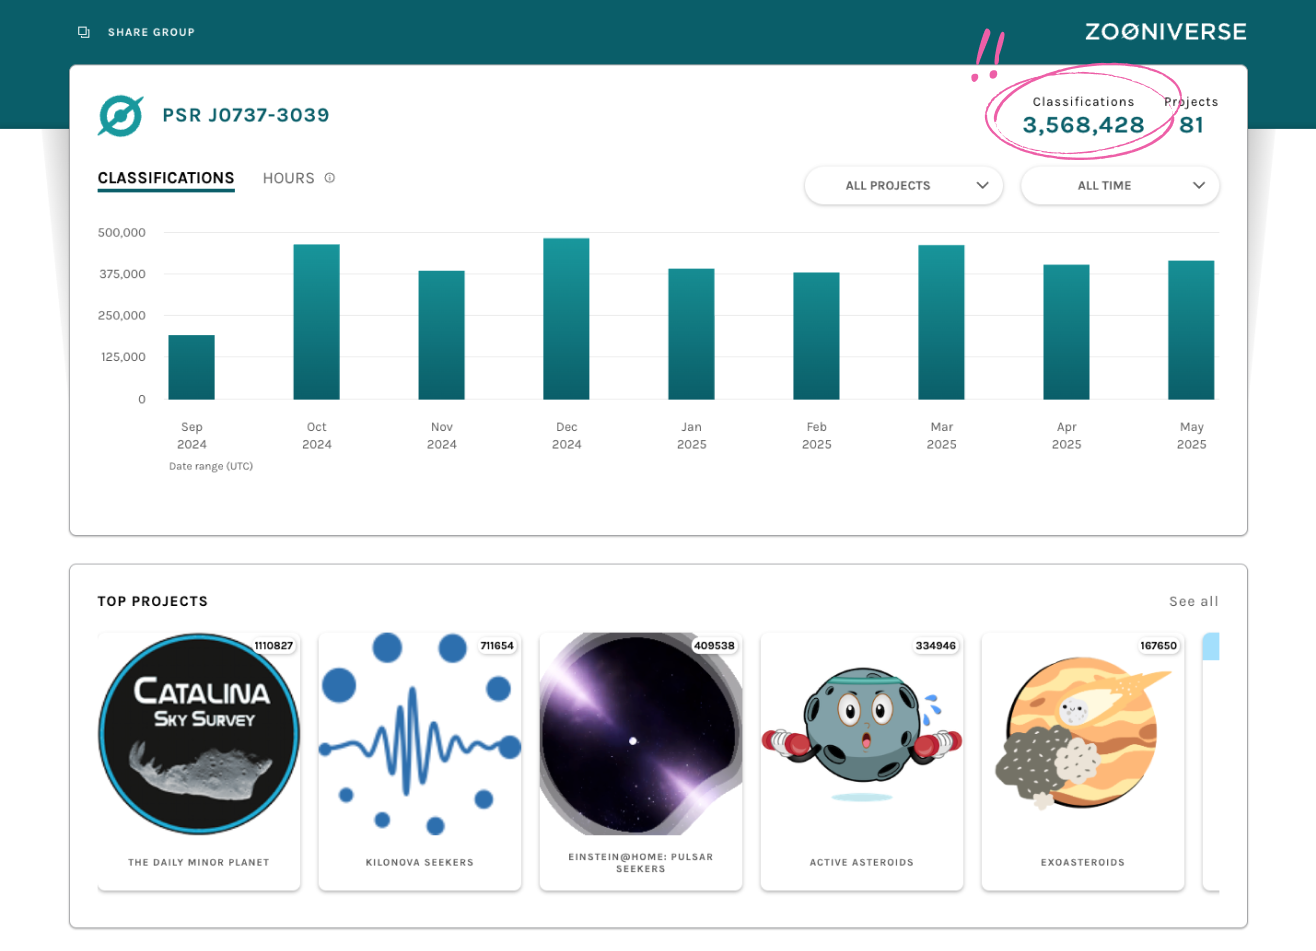 SHARE GROUP
ZOONIVERSE
PSR J0737-3039
Classifications
3,568,428
Projects
81
CLASSIFICATIONS
HOURS
ALL PROJECTS
ALL TIME
500,000
375,000
250,000
125,000
0
Sep
2024
Oct
2024
Nov
2024
Dec
2024
Jan
2025
Feb
2025
Mar
2025
Apr
2025
May
2025
Date range (UTC)
TOP PROJECTS
See all
1110827
CATALINA
SKY SURVEY
THE DAILY MINOR PLANET
711654
KILONOVA SEEKERS
409538
EINSTEIN@HOME: PULSAR
SEEKERS
334946
ACTIVE ASTEROIDS
167650
EXOASTEROIDS